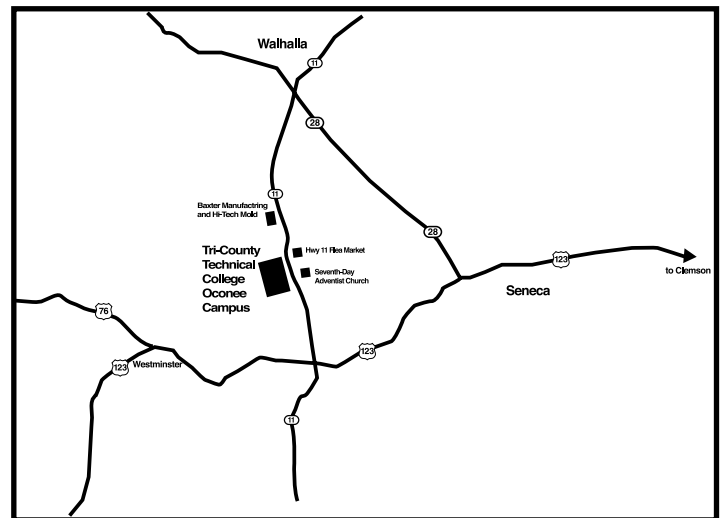 Walhalla
11
28
11
Baxter Manufactring
and Hi-Tech Mold
Tri-County
Technical
College
Oconee
Campus
Hwy 11 Flea Market
Seventh-Day
Adventist Church
28
123
to Clemson
Seneca
76
123
Westminster
123
11